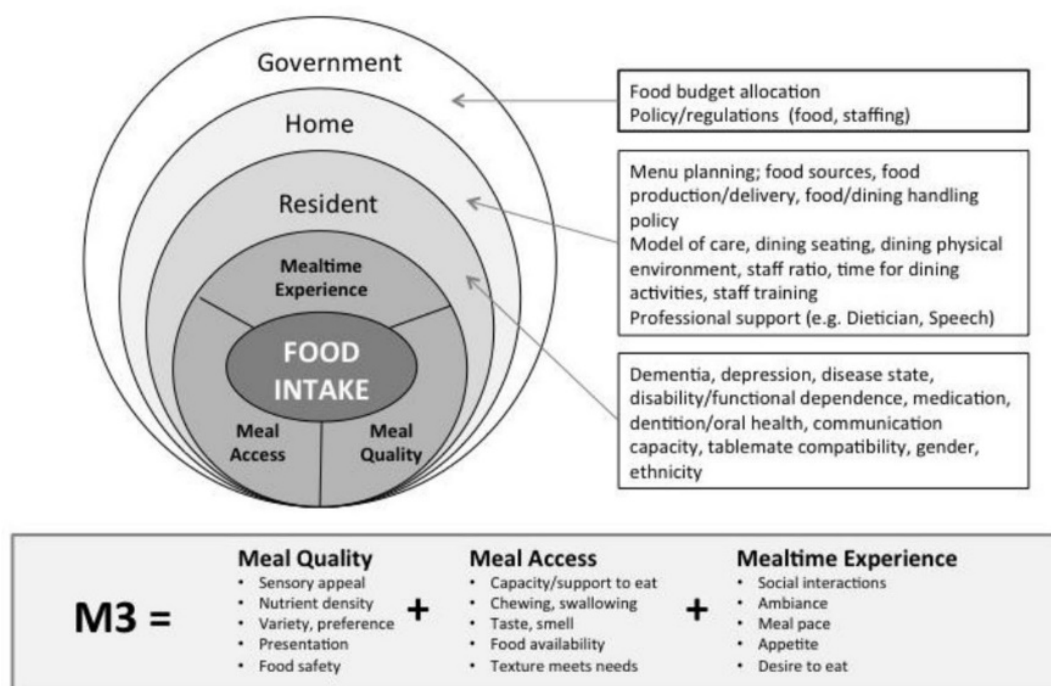 Government
Home
Resident
Mealtime
Experience
FOOD
INTAKE
Meal
Access
Meal
Quality
Food budget allocation
Policy/regulations (food, staffing)
Menu planning; food sources, food
production/delivery, food/dining handling
policy
Model of care, dining seating, dining physical
environment, staff ratio, time for dining
activities, staff training
Professional support (e.g. Dietician, Speech)
Dementia, depression, disease state,
disability/functional dependence, medication,
dentition/oral health, communication
capacity, tablemate compatibility, gender,
ethnicity
M3 =
Meal Quality
• Sensory appeal
• Nutrient density
• Variety, preference
• Presentation
• Food safety
+
Meal Access
• Capacity/support to eat
• Chewing, swallowing
• Taste, smell
• Food availability
• Texture meets needs
+
Mealtime Experience
• Social interactions
• Ambiance
• Meal pace
• Appetite
• Desire to eat